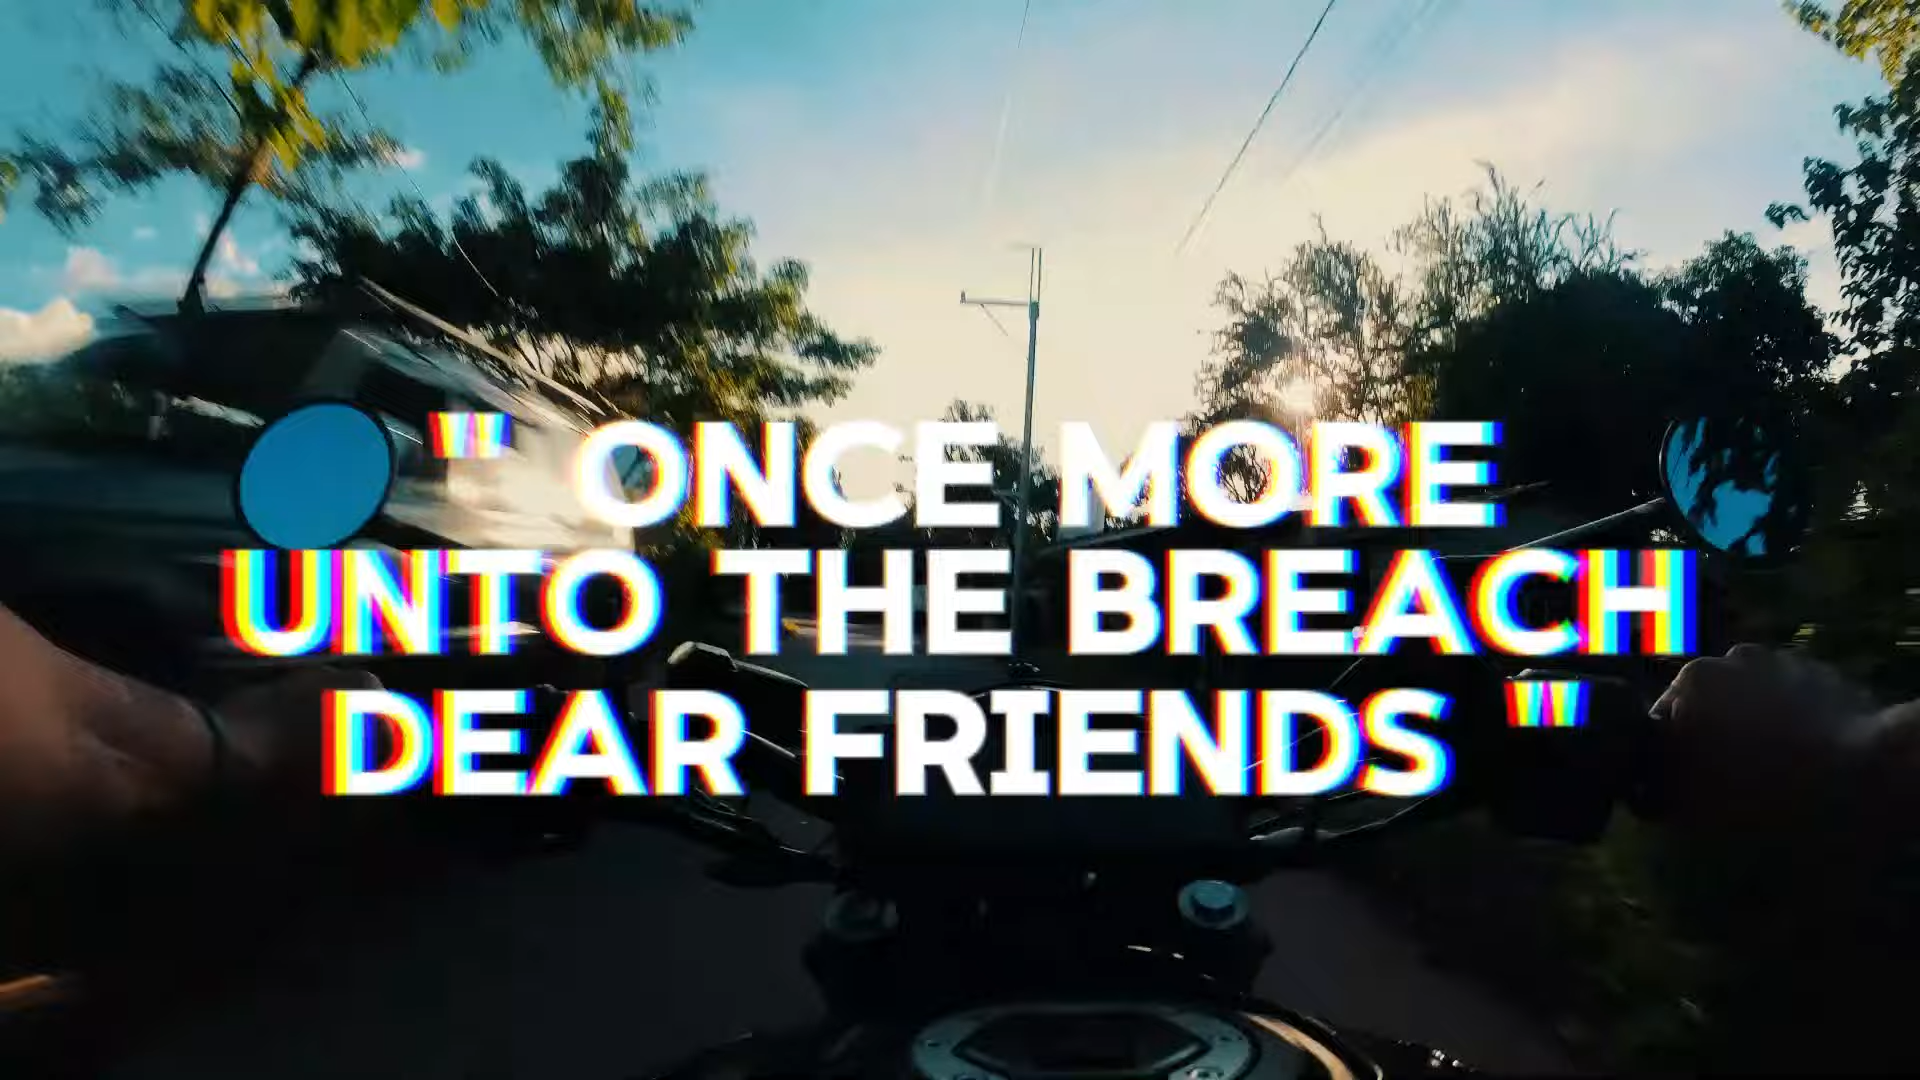 " ONCE MORE
UNTO THE BREACH
DEAR FRIENDS "